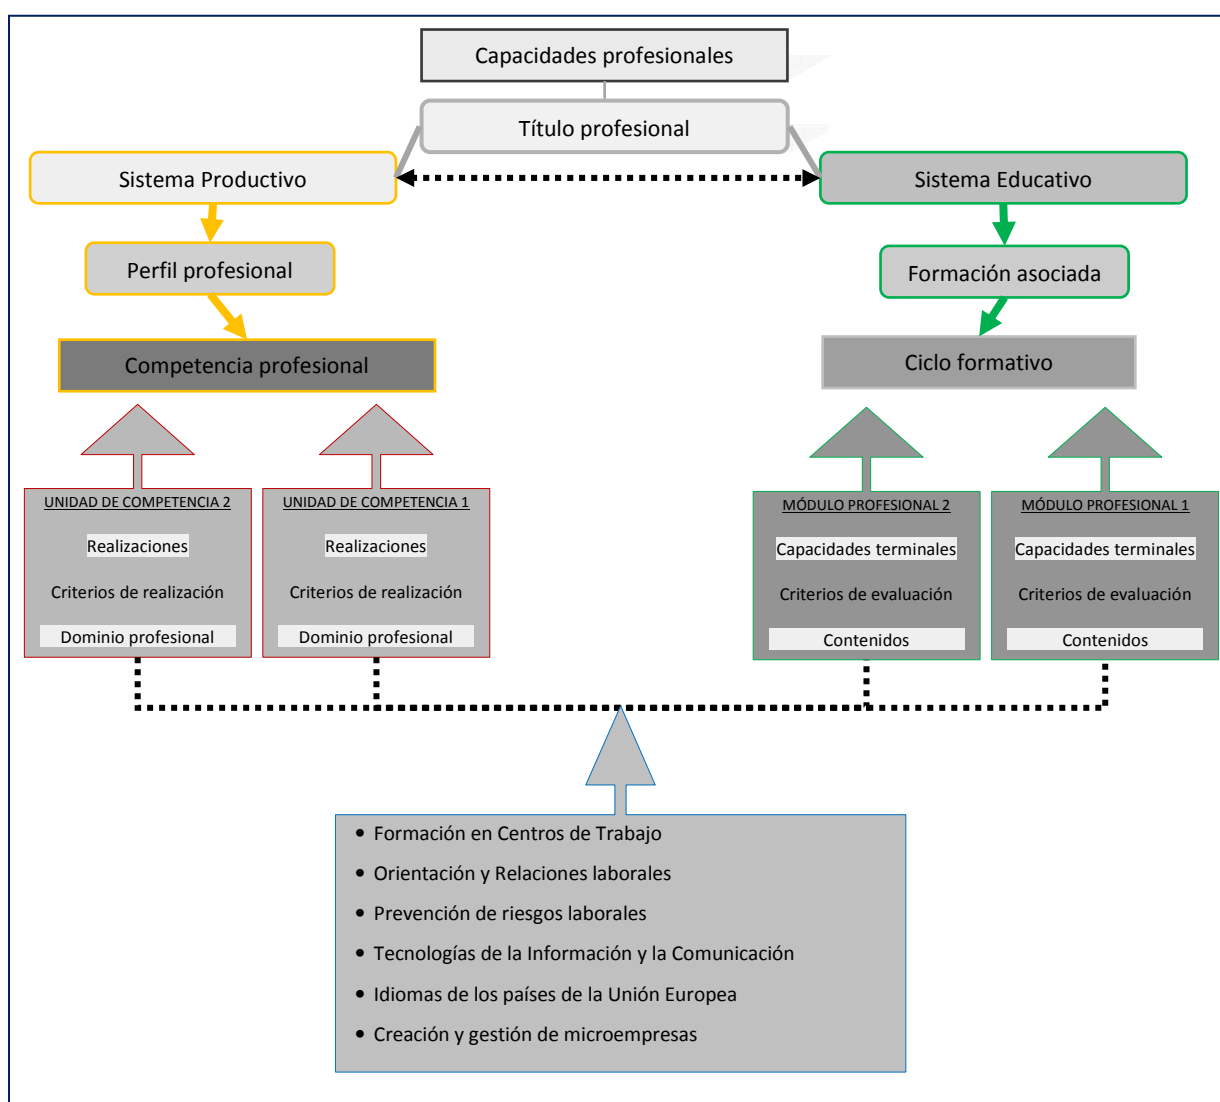 Capacidades profesionales
Título profesional
Sistema Productivo
Sistema Educativo
Perfil profesional
Formación asociada
Competencia profesional
Ciclo formativo
UNIDAD DE COMPETENCIA 2
Realizaciones
Criterios de realización
Dominio profesional
UNIDAD DE COMPETENCIA 1
Realizaciones
Criterios de realización
Dominio profesional
MÓDULO PROFESIONAL 2
Capacidades terminales
Criterios de evaluación
Contenidos
MÓDULO PROFESIONAL 1
Capacidades terminales
Criterios de evaluación
Contenidos
• Formación en Centros de Trabajo
• Orientación y Relaciones laborales
• Prevención de riesgos laborales
• Tecnologías de la Información y la Comunicación
• Idiomas de los países de la Unión Europea
• Creación y gestión de microempresas